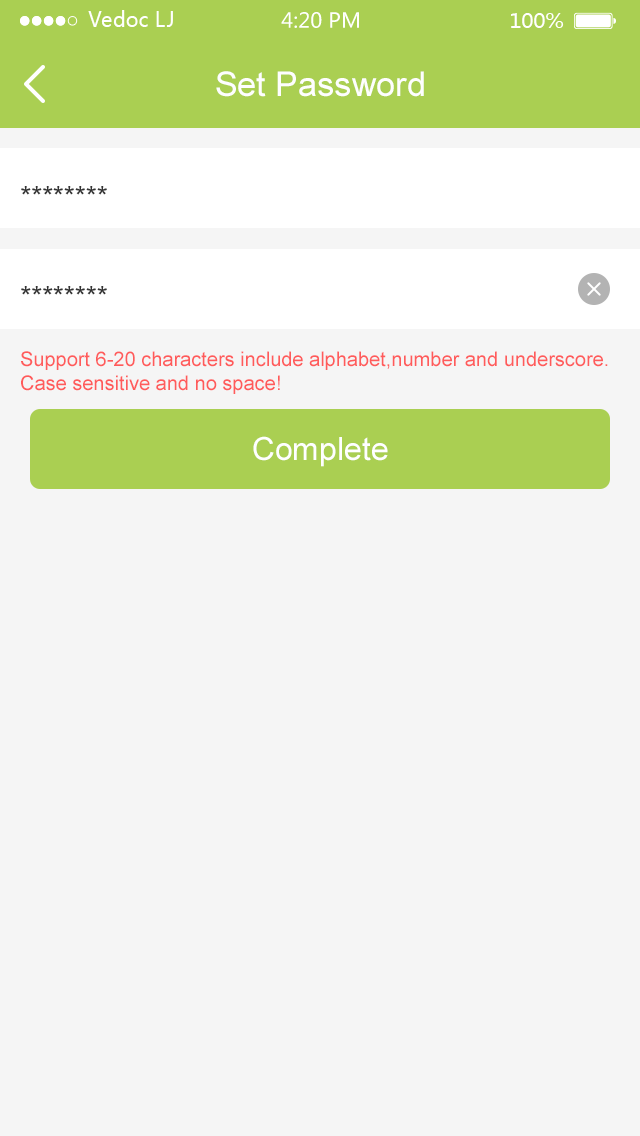 Vedoc LJ 4:20 PM 100%
Set Password
********
********
Support 6-20 characters include alphabet,number and underscore.
Case sensitive and no space!
Complete